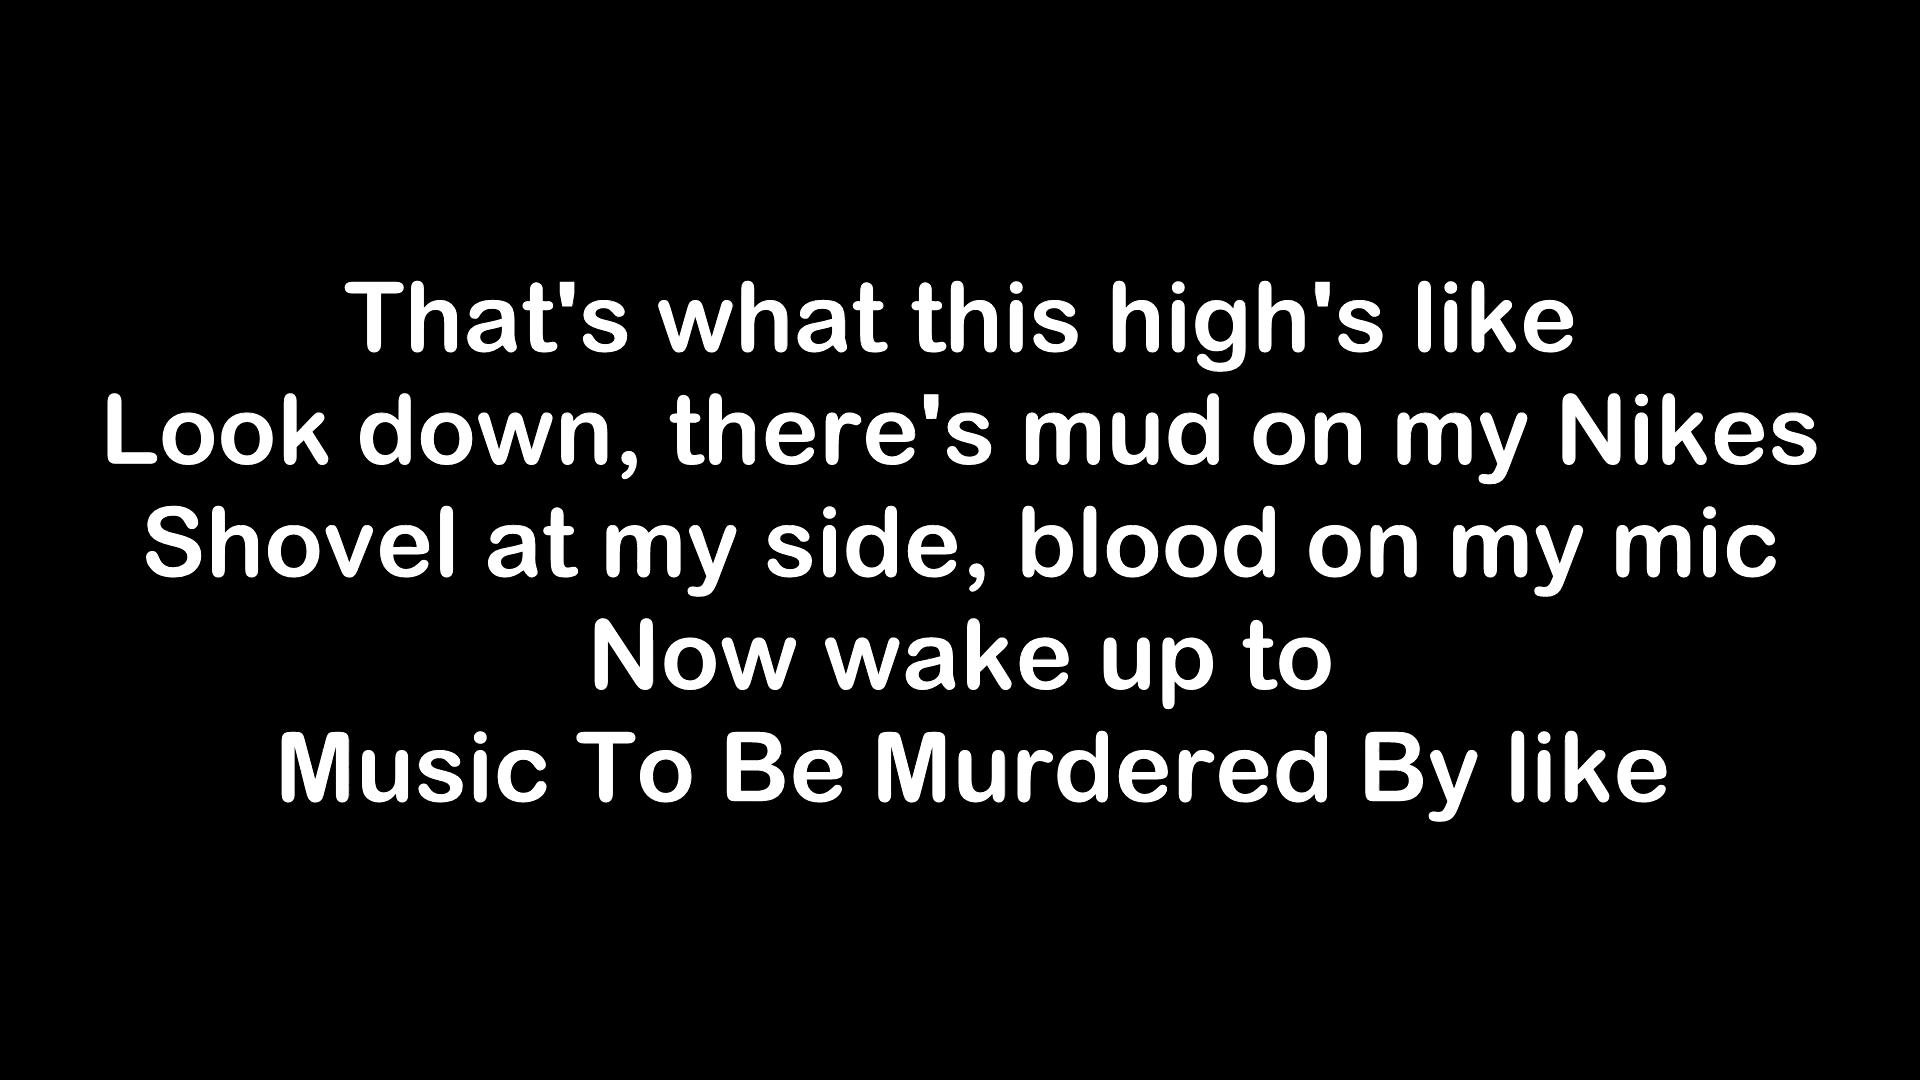 That's what this high's like
Look down, there's mud on my Nikes
Shovel at my side, blood on my mic
Now wake up to
Music To Be Murdered By like